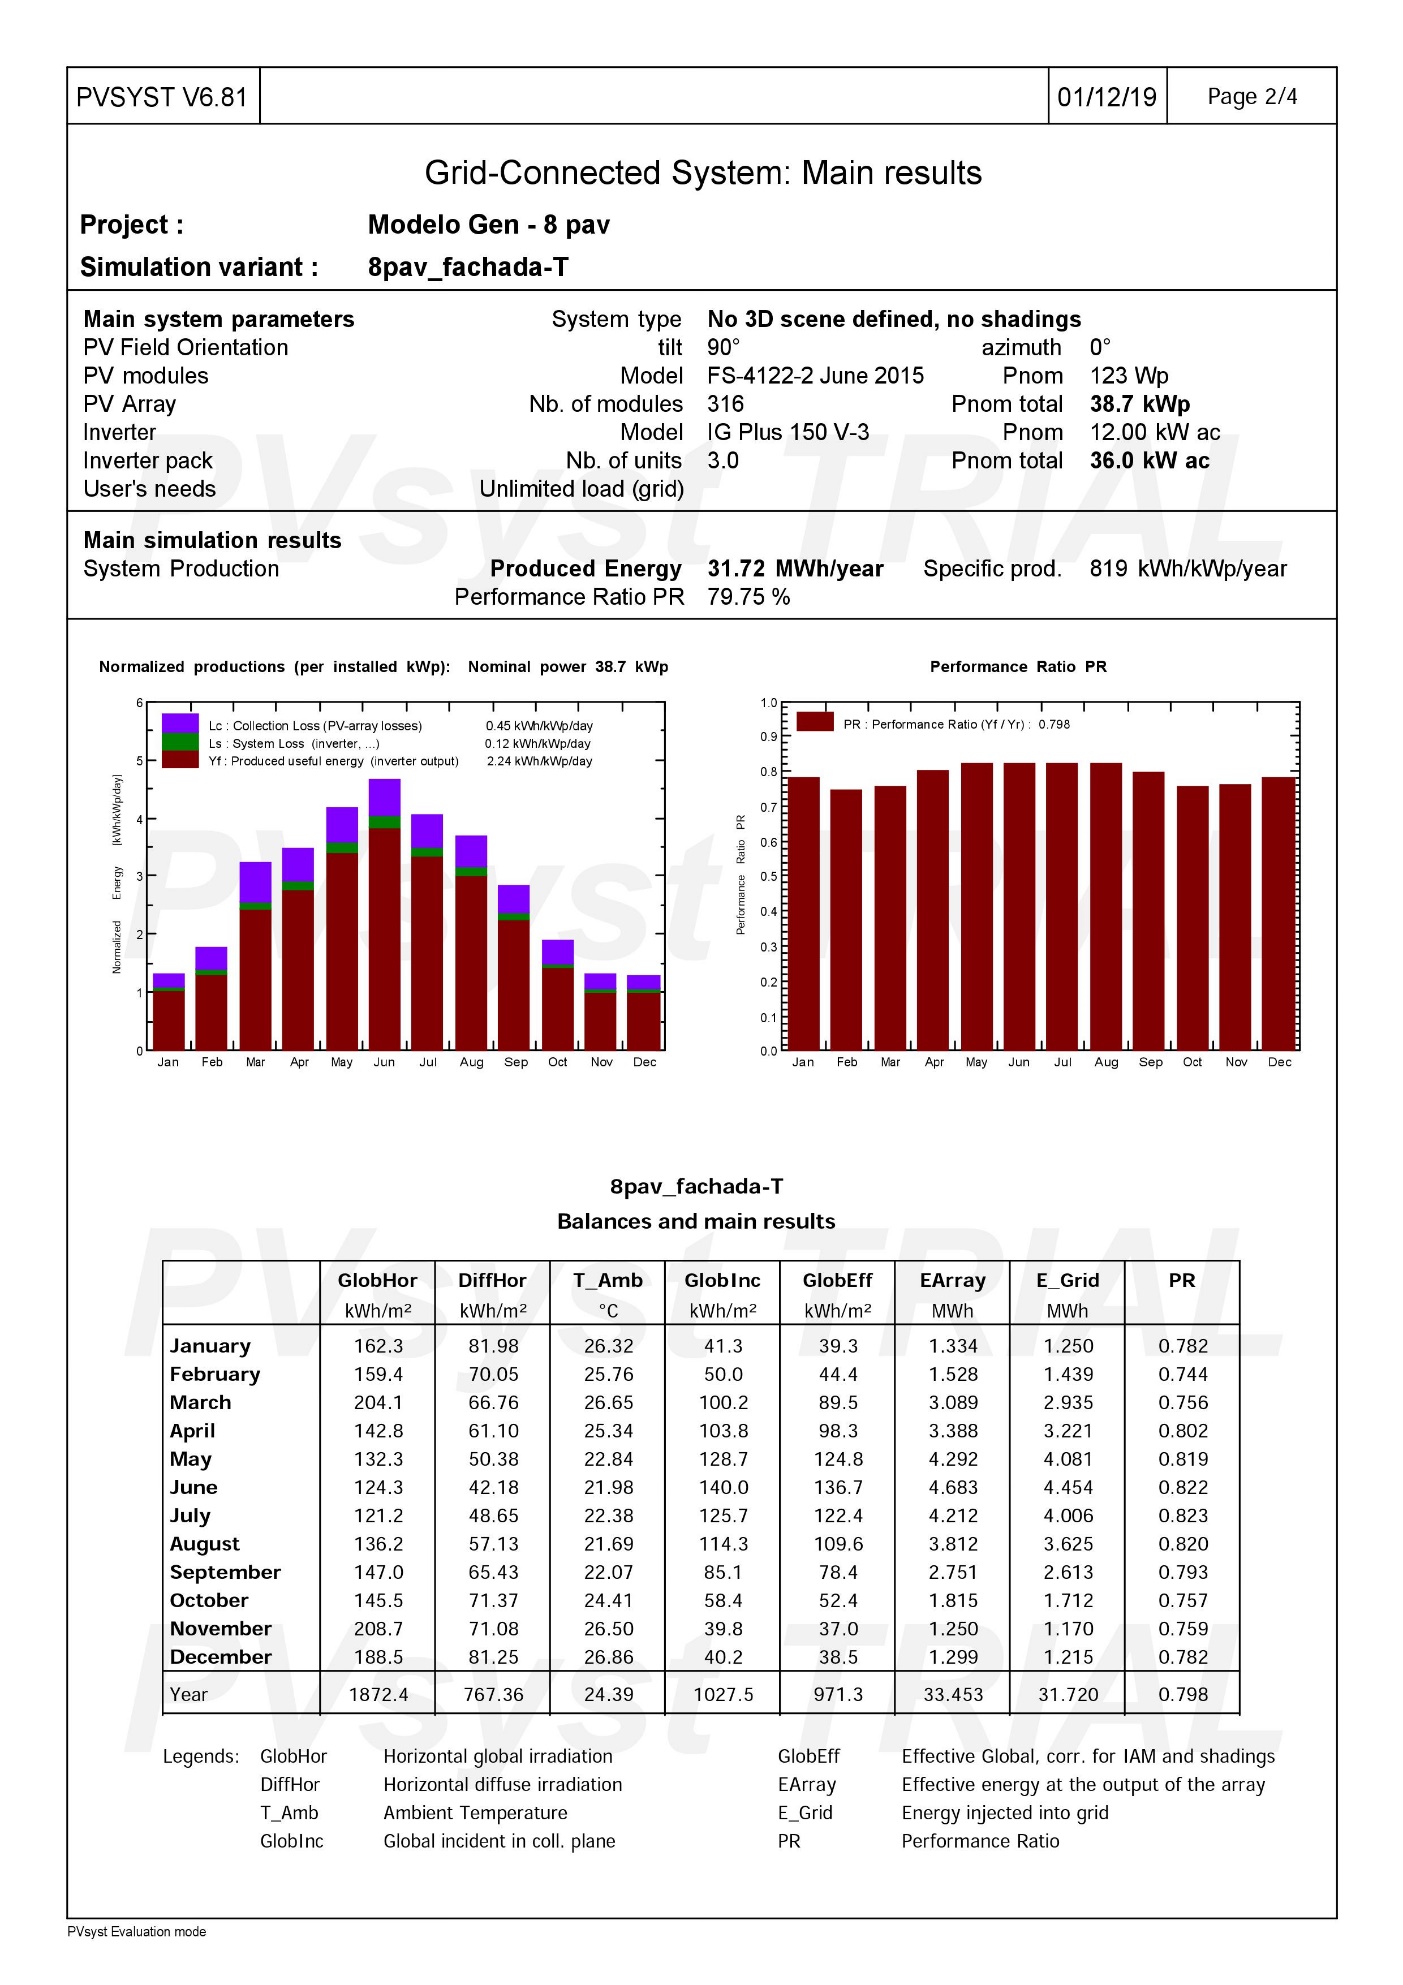 PVSYST V6.81 01/12/19 Page 2/4
Grid-Connected System: Main results
Project : Modelo Gen - 8 pav
Simulation variant : 8pav_fachada-T
Main system parameters System type No 3D scene defined, no shadings
PV Field Orientation tilt 90° azimuth 0°
PV modules Model FS-4122-2 June 2015 Pnom 123 Wp
PV Array Nb. of modules 316 Pnom total 38.7 kWp
Inverter Model IG Plus 150 V-3 Pnom 12.00 kW ac
Inverter pack Nb. of units 3.0 Pnom total 36.0 kW ac
User's needs Unlimited load (grid)
PVsyst TRIAL
Main simulation results
System Production Produced Energy 31.72 MWh/year Specific prod. 819 kWh/kWp/year
Performance Ratio PR 79.75 %
Normalized productions (per installed kWp): Nominal power 38.7 kWp
Lc : Collection Loss (PV-array losses) 0.45 kWh/kWp/day
Ls : System Loss (inverter, ...) 0.12 kWh/kWp/day
Yf : Produced useful energy (inverter output) 2.24 kWh/kWp/day
Normalized Energy [kWh/kWp/day]
6
5
4
3
2
1
0
Jan Feb Mar Apr May Jun Jul Aug Sep Oct Nov Dec
Performance Ratio PR
PR : Performance Ratio (Yf / Yr) : 0.798
Performance Ratio PR
1.0
0.9
0.8
0.7
0.6
0.5
0.4
0.3
0.2
0.1
0.0
Jan Feb Mar Apr May Jun Jul Aug Sep Oct Nov Dec
PVsyst TRIAL
8pav_fachada-T
Balances and main results
PVsyst TRIAL
GlobHor DiffHor T_Amb GlobInc GlobEff EArray E_Grid PR
kWh/m² kWh/m² °C kWh/m² kWh/m² MWh MWh
January 162.3 81.98 26.32 41.3 39.3 1.334 1.250 0.782
February 159.4 70.05 25.76 50.0 44.4 1.528 1.439 0.744
March 204.1 66.76 26.65 100.2 89.5 3.089 2.935 0.756
April 142.8 61.10 25.34 103.8 98.3 3.388 3.221 0.802
May 132.3 50.38 22.84 128.7 124.8 4.292 4.081 0.819
June 124.3 42.18 21.98 140.0 136.7 4.683 4.454 0.822
July 121.2 48.65 22.38 125.7 122.4 4.212 4.006 0.823
August 136.2 57.13 21.69 114.3 109.6 3.812 3.625 0.820
September 147.0 65.43 22.07 85.1 78.4 2.751 2.613 0.793
October 145.5 71.37 24.41 58.4 52.4 1.815 1.712 0.757
November 208.7 71.08 26.50 39.8 37.0 1.250 1.170 0.759
December 188.5 81.25 26.86 40.2 38.5 1.299 1.215 0.782
Year 1872.4 767.36 24.39 1027.5 971.3 33.453 31.720 0.798
PVsyst TRIAL
Legends: GlobHor Horizontal global irradiation GlobEff Effective Global, corr. for IAM and shadings
DiffHor Horizontal diffuse irradiation EArray Effective energy at the output of the array
T_Amb Ambient Temperature E_Grid Energy injected into grid
GlobInc Global incident in coll. plane PR Performance Ratio
PVsyst Evaluation mode